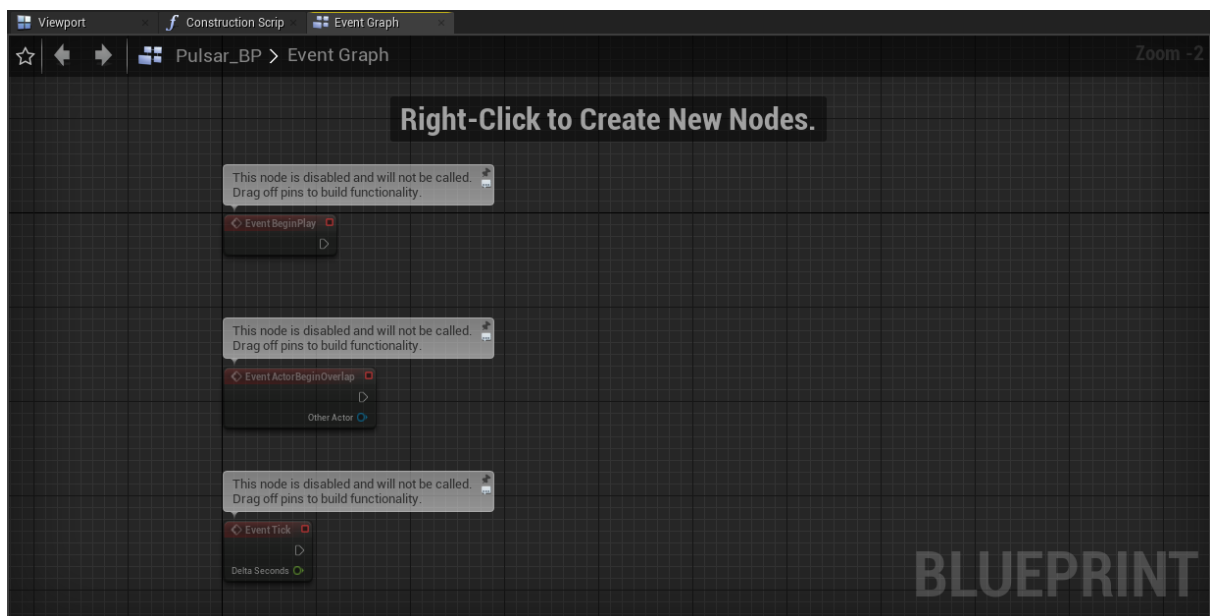 Viewport
Construction Scrip
Event Graph
Pulsar_BP > Event Graph
Zoom -2
Right-Click to Create New Nodes.
This node is disabled and will not be called.
Drag off pins to build functionality.
Event BeginPlay
This node is disabled and will not be called.
Drag off pins to build functionality.
Event ActorBeginOverlap
Other Actor
This node is disabled and will not be called.
Drag off pins to build functionality.
Event Tick
Delta Seconds
BLUEPRINT